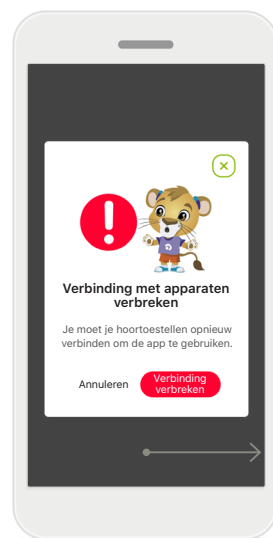 Verbinding met apparaten
verbreken
Je moet je hoortoestellen opnieuw
verbinden om de app te gebruiken.
Annuleren
Verbinding
verbreken